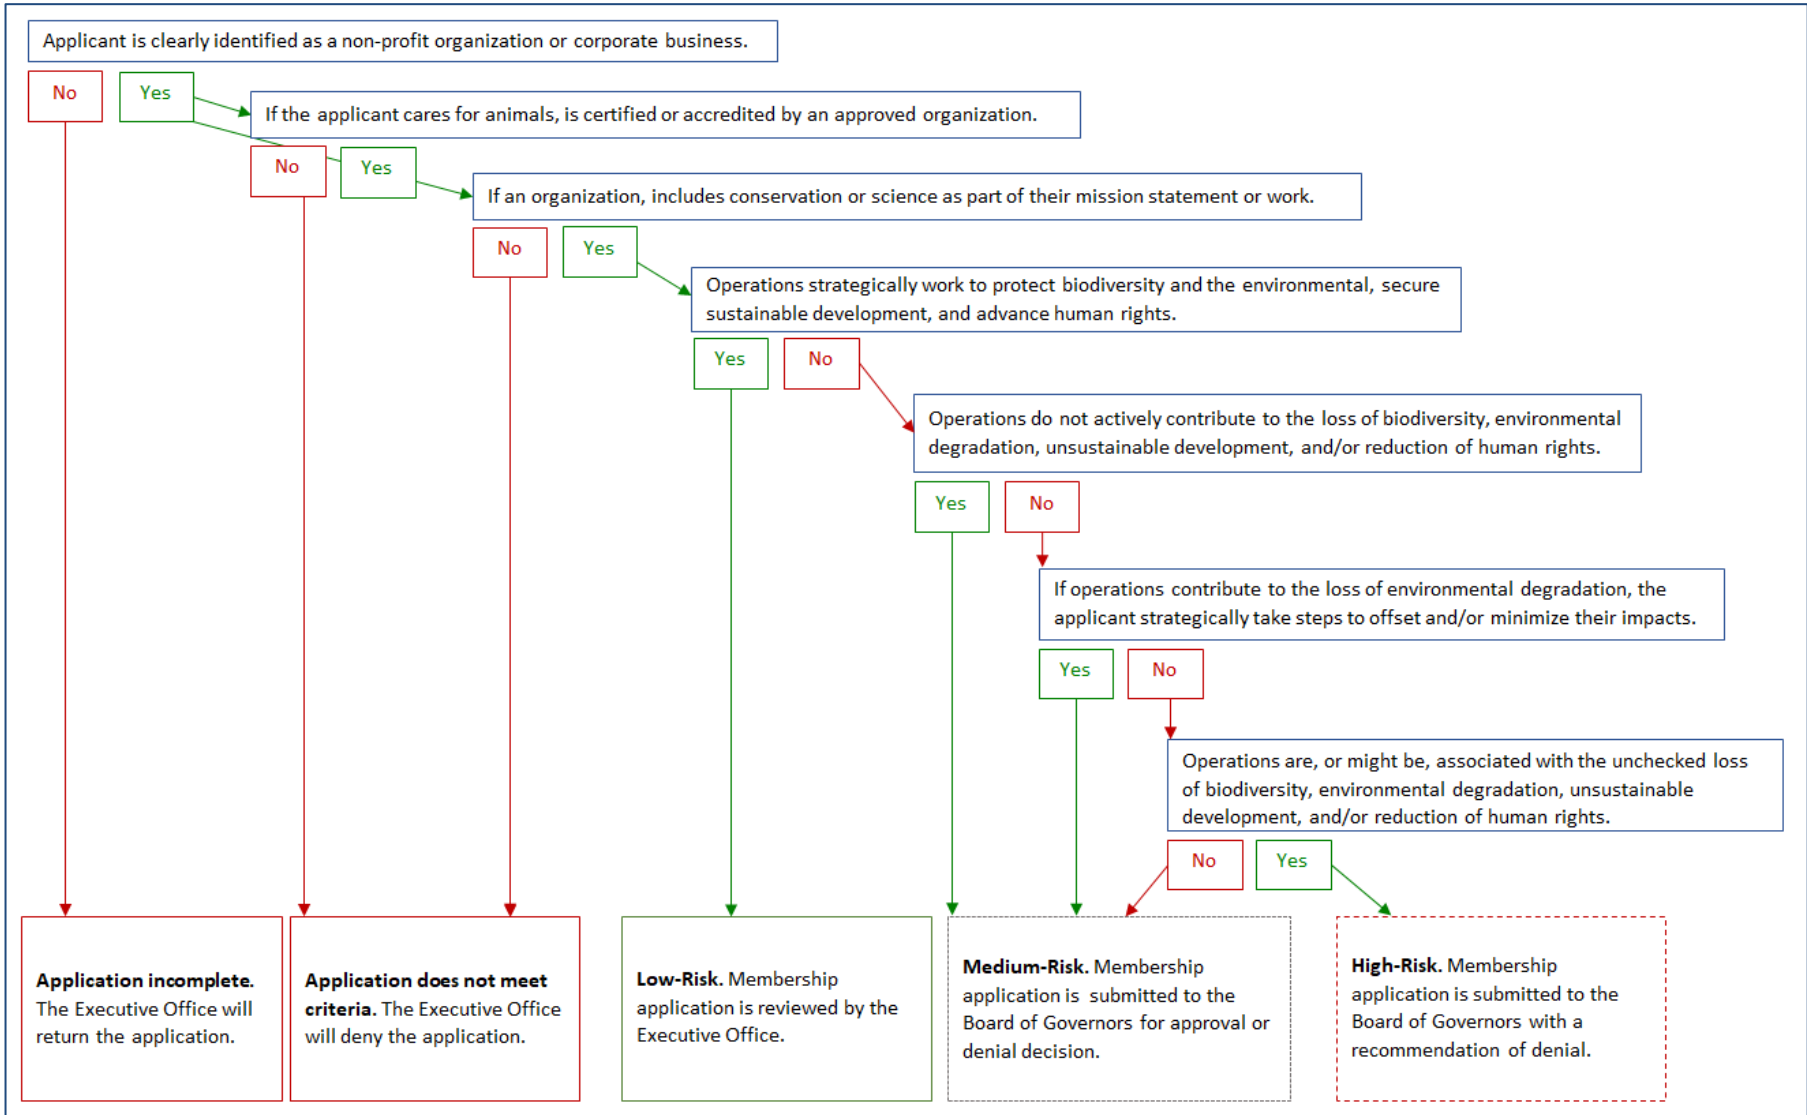 Applicant is clearly identified as a non-profit organization or corporate business.
No
Yes
If the applicant cares for animals, is certified or accredited by an approved organization.
No
Yes
If an organization, includes conservation or science as part of their mission statement or work.
No
Yes
Operations strategically work to protect biodiversity and the environmental, secure
sustainable development, and advance human rights.
Yes
No
Operations do not actively contribute to the loss of biodiversity, environmental
degradation, unsustainable development, and/or reduction of human rights.
Yes
No
If operations contribute to the loss of environmental degradation, the
applicant strategically take steps to offset and/or minimize their impacts.
Yes
No
Operations are, or might be, associated with the unchecked loss
of biodiversity, environmental degradation, unsustainable
development, and/or reduction of human rights.
No
Yes
Application incomplete.
The Executive Office will
return the application.
Application does not meet
criteria. The Executive Office
will deny the application.
Low-Risk. Membership
application is reviewed by the
Executive Office.
Medium-Risk. Membership
application is submitted to the
Board of Governors for approval or
denial decision.
High-Risk. Membership
application is submitted to the
Board of Governors with a
recommendation of denial.